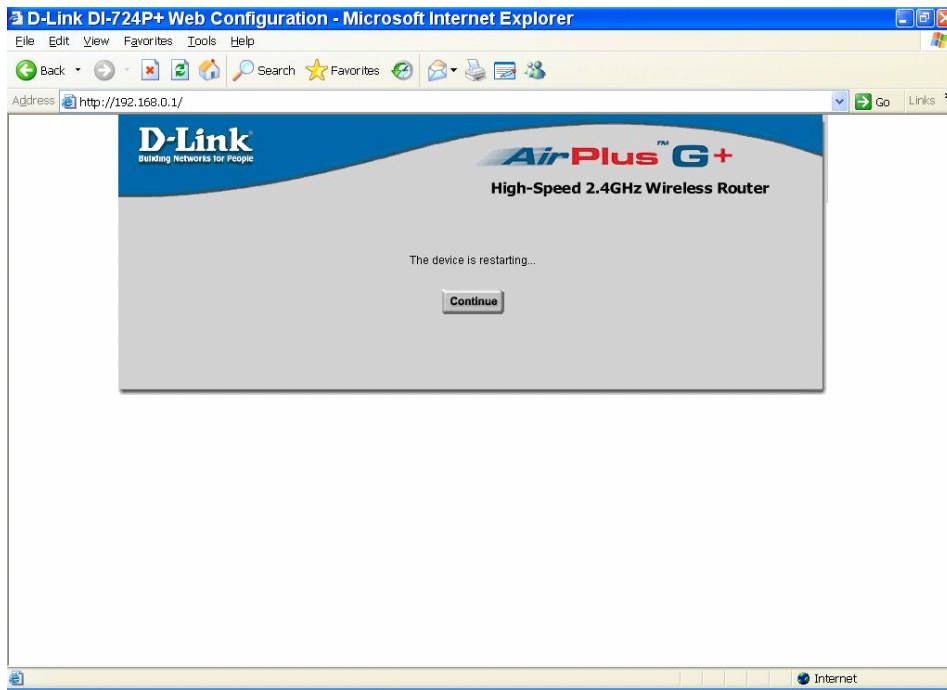 D-Link DI-724P+ Web Configuration - Microsoft Internet Explorer
File Edit View Favorites Tools Help
Back Search Favorites
Address http://192.168.0.1/ Go Links
D-Link
Building Networks for People
AirPlus™ G+
High-Speed 2.4GHz Wireless Router
The device is restarting...
Continue
Internet